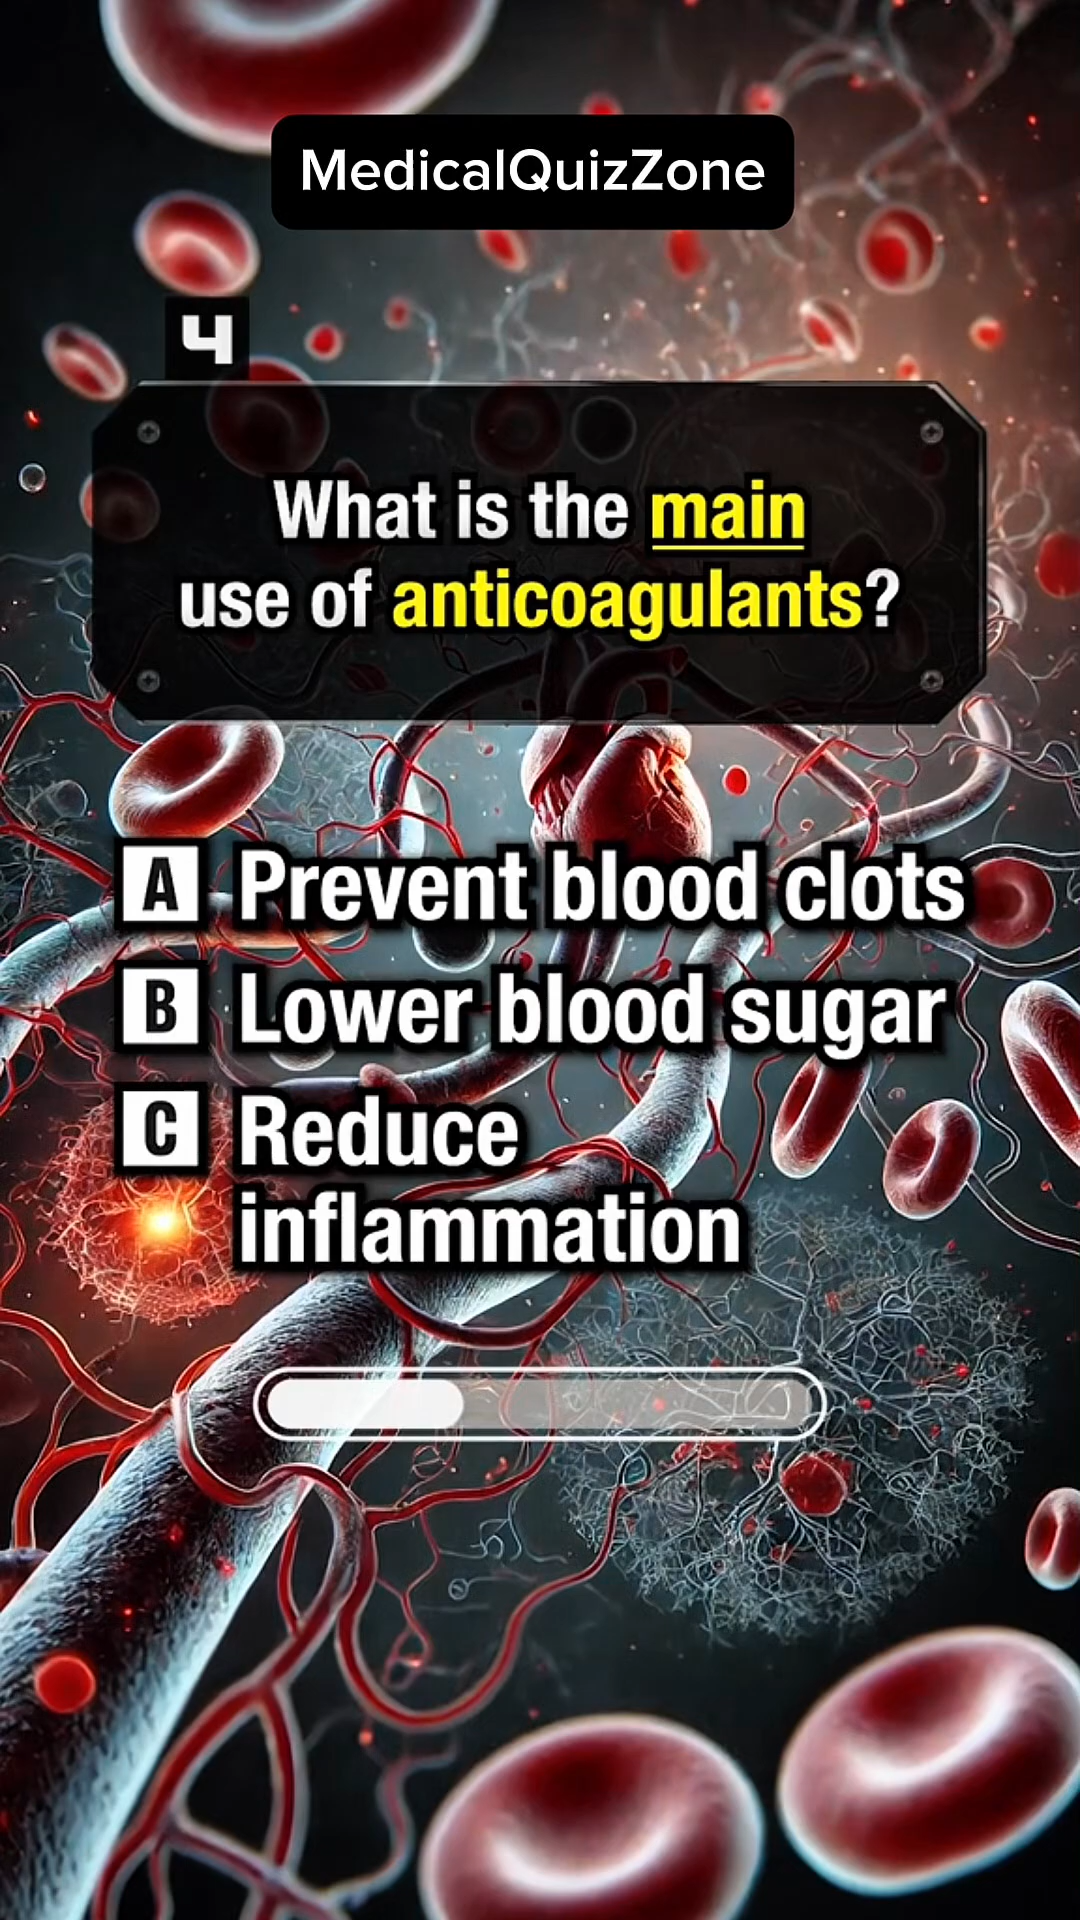 MedicalQuizZone
4
What is the main
use of anticoagulants?
A Prevent blood clots
B Lower blood sugar
C Reduce
inflammation